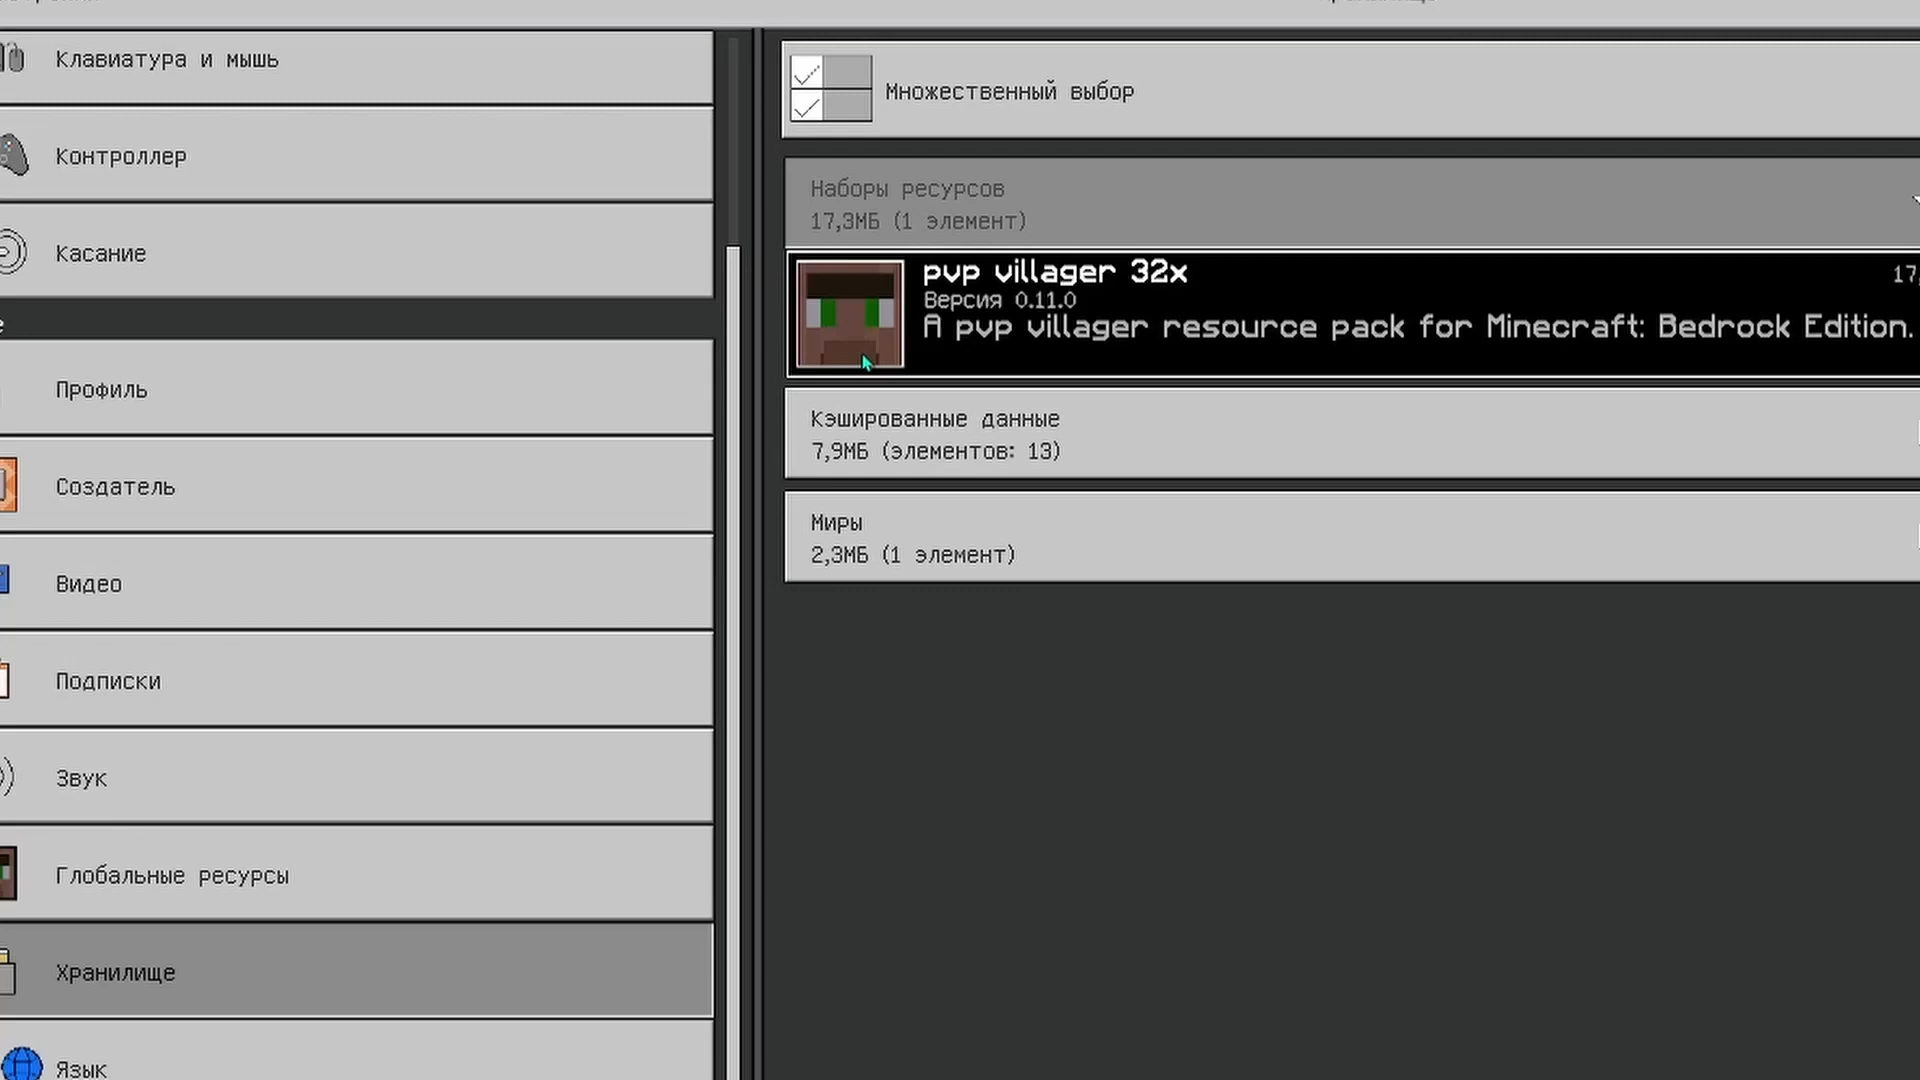 Клавиатура и мышь
Контроллер
Касание
Профиль
Создатель
Видео
Подписки
Звук
Глобальные ресурсы
Хранилище
Язык
Множественный выбор
Наборы ресурсов
17,3МБ (1 элемент)
pvp villager 32x
17,
Версия 0.11.0
A pvp villager resource pack for Minecraft: Bedrock Edition.
Кэшированные данные
7,9МБ (элементов: 13)
Миры
2,3МБ (1 элемент)